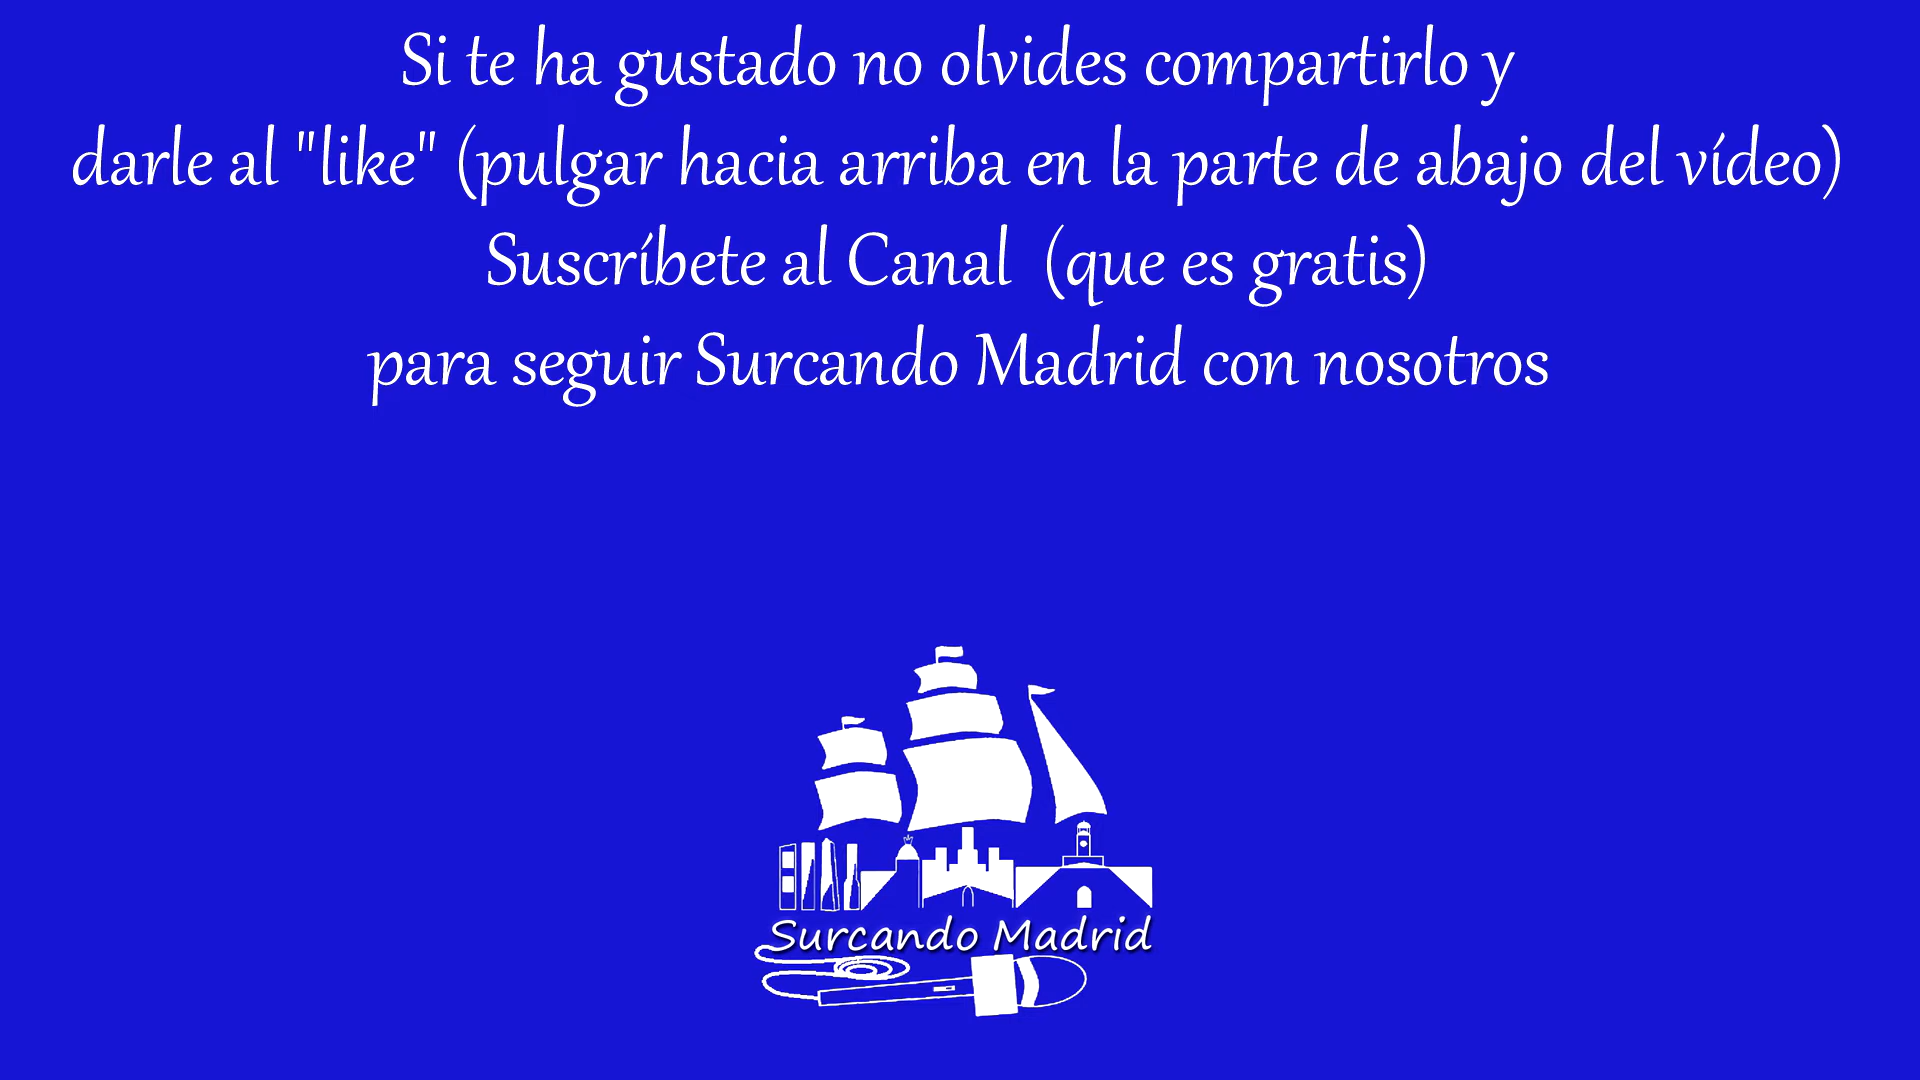 Si te ha gustado no olvides compartirlo y
darle al "like" (pulgar hacia arriba en la parte de abajo del vídeo)
Suscríbete al Canal  (que es gratis)
para seguir Surcando Madrid con nosotros
Surcando Madrid